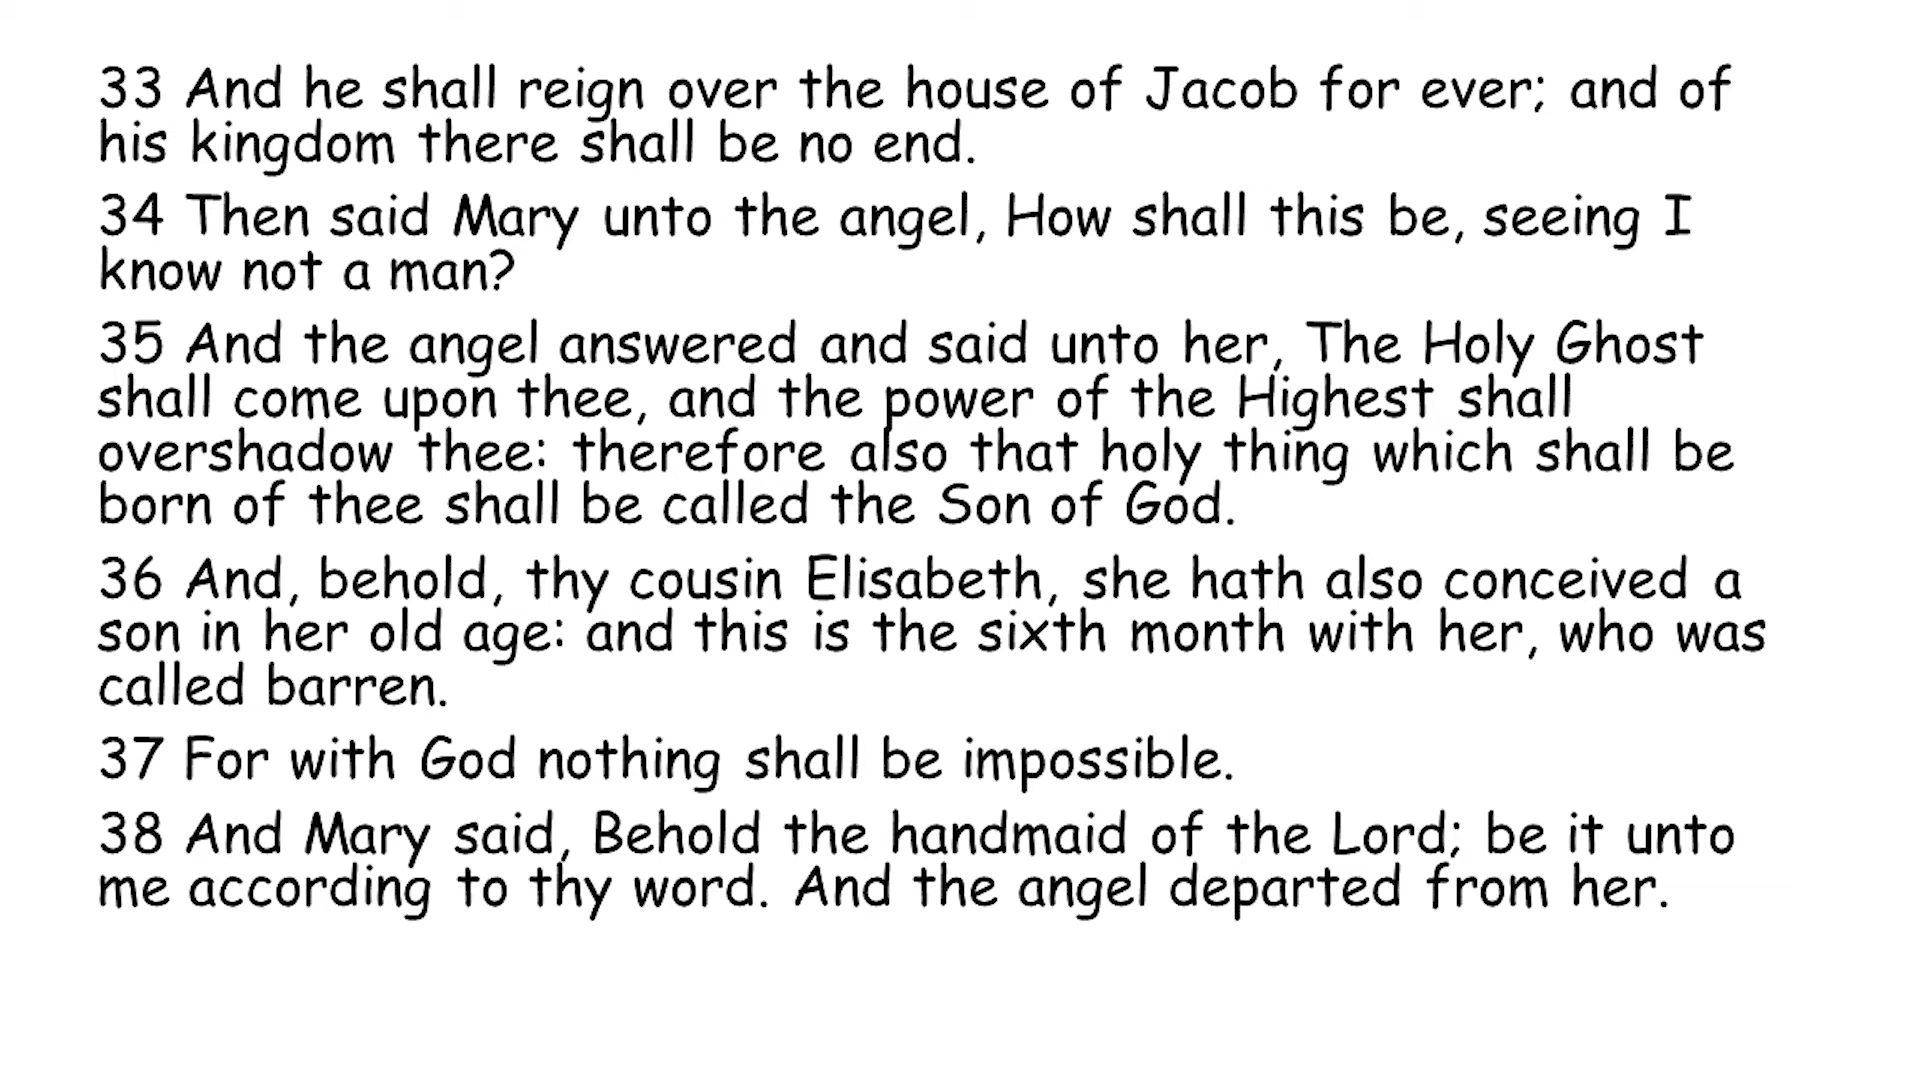 33 And he shall reign over the house of Jacob for ever; and of
his kingdom there shall be no end.
34 Then said Mary unto the angel, How shall this be, seeing I
know not a man?
35 And the angel answered and said unto her, The Holy Ghost
shall come upon thee, and the power of the Highest shall
overshadow thee: therefore also that holy thing which shall be
born of thee shall be called the Son of God.
36 And, behold, thy cousin Elisabeth, she hath also conceived a
son in her old age: and this is the sixth month with her, who was
called barren.
37 For with God nothing shall be impossible.
38 And Mary said, Behold the handmaid of the Lord; be it unto
me according to thy word. And the angel departed from her.